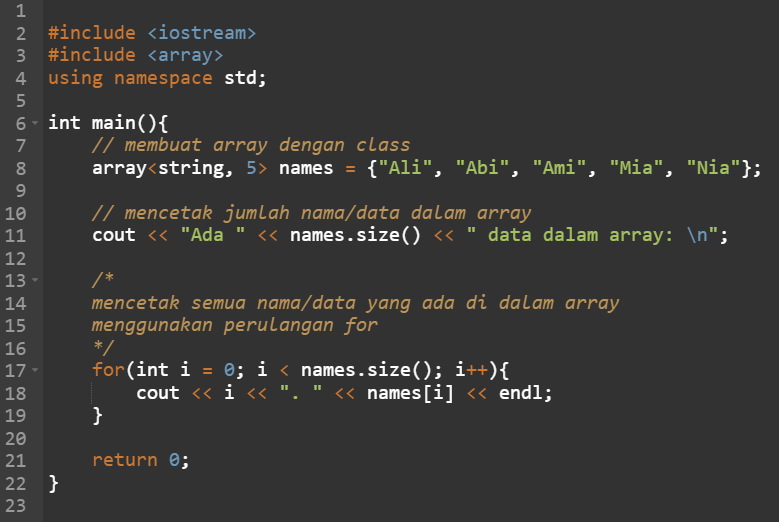 1
2 #include <iostream>
3 #include <array>
4 using namespace std;
5
6 int main(){
7     // membuat array dengan class
8     array<string, 5> names = {"Ali", "Abi", "Ami", "Mia", "Nia"};
9
10     // mencetak jumlah nama/data dalam array
11     cout << "Ada " << names.size() << " data dalam array: \n";
12
13     /*
14     mencetak semua nama/data yang ada di dalam array
15     menggunakan perulangan for
16     */
17     for(int i = 0; i < names.size(); i++){
18         cout << i << ". " << names[i] << endl;
19     }
20
21     return 0;
22 }
23